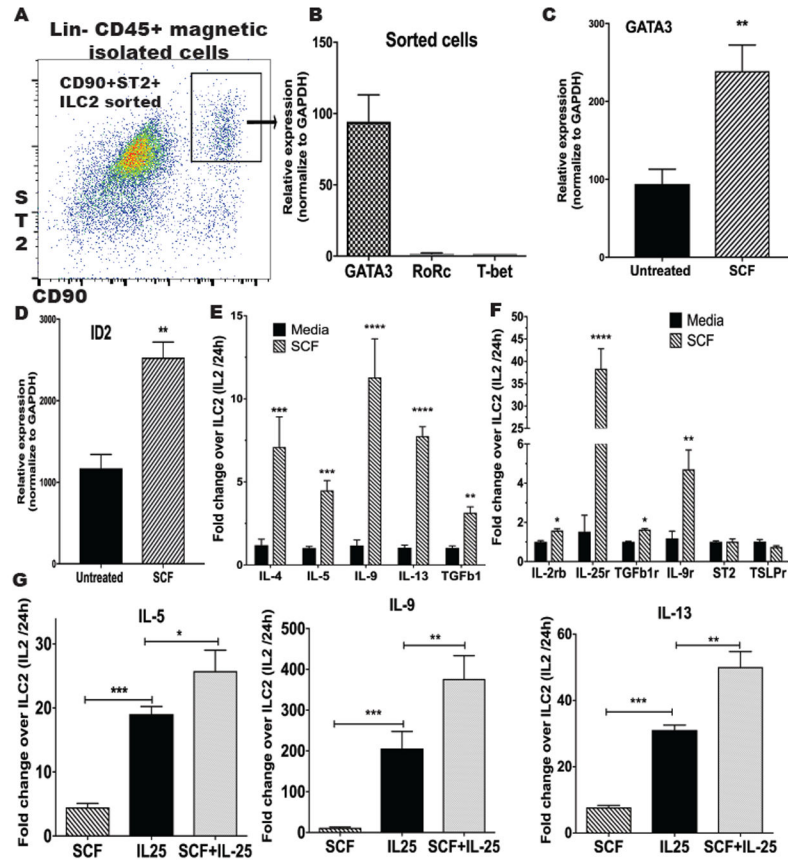 A
Lin- CD45+ magnetic
isolated cells
CD90+ST2+
ILC2 sorted
ST2
CD90
B
Sorted cells
Relative expression
(normalize to GAPDH)
150
100
50
0
GATA3 RoRc T-bet
C
GATA3
**
Relative expression
(normalize to GAPDH)
300
200
100
0
Untreated SCF
D
ID2
**
Relative expression
(normalize to GAPDH)
3000
2000
1000
0
Untreated SCF
E
Media
SCF
Fold change over ILC2 (IL2 /24h)
15
10
5
0
*** *** **** **** **
IL-4 IL-5 IL-9 IL-13 TGFb1
F
Media
SCF
Fold change over ILC2 (IL2 /24h)
50
45
40
35
30
25
20
15
10
6
4
2
0
* **** * **
IL-2rb IL-25r TGFb1r IL-9r ST2 TSLPr
G
IL-5
Fold change over ILC2 (IL2 /24h)
30
20
10
0
***
*
SCF IL25 SCF+IL-25
IL-9
Fold change over ILC2 (IL2 /24h)
500
400
300
200
100
0
***
**
SCF IL25 SCF+IL-25
IL-13
Fold change over ILC2 (IL2 /24h)
60
40
20
0
***
**
SCF IL25 SCF+IL-25